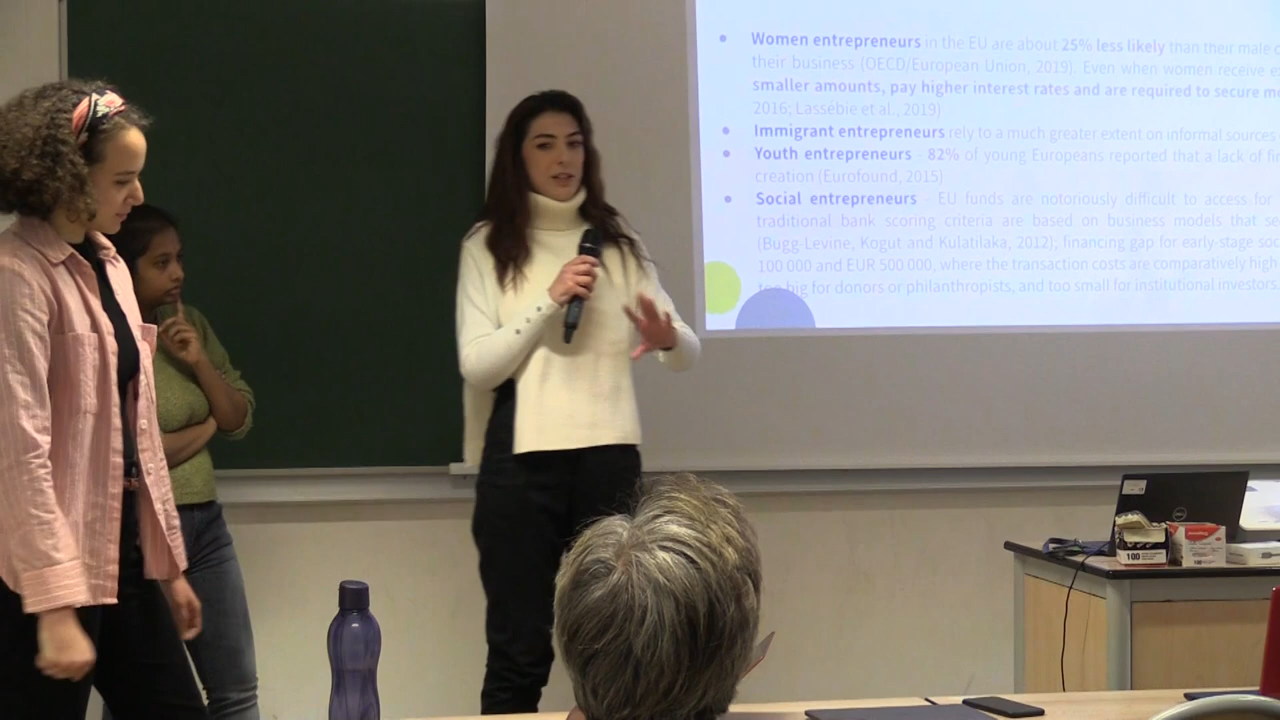 • Women entrepreneurs in the EU are about 25% less likely than their male
their business (OECD/European Union, 2019). Even when women receive
smaller amounts, pay higher interest rates and are required to secure
2016; Lassébie et al., 2019)
• Immigrant entrepreneurs rely to a much greater extent on informal sources
• Youth entrepreneurs - 82% of young Europeans reported that a lack of
creation (Eurofound, 2015)
• Social entrepreneurs - EU funds are notoriously difficult to access for
traditional bank scoring criteria are based on business models that
(Bugg-Levine, Kogut and Kulatilaka, 2012); financing gap for early-stage
100 000 and EUR 500 000, where the transaction costs are comparatively high
too big for donors or philanthropists, and too small for institutional investors.
DELL
100